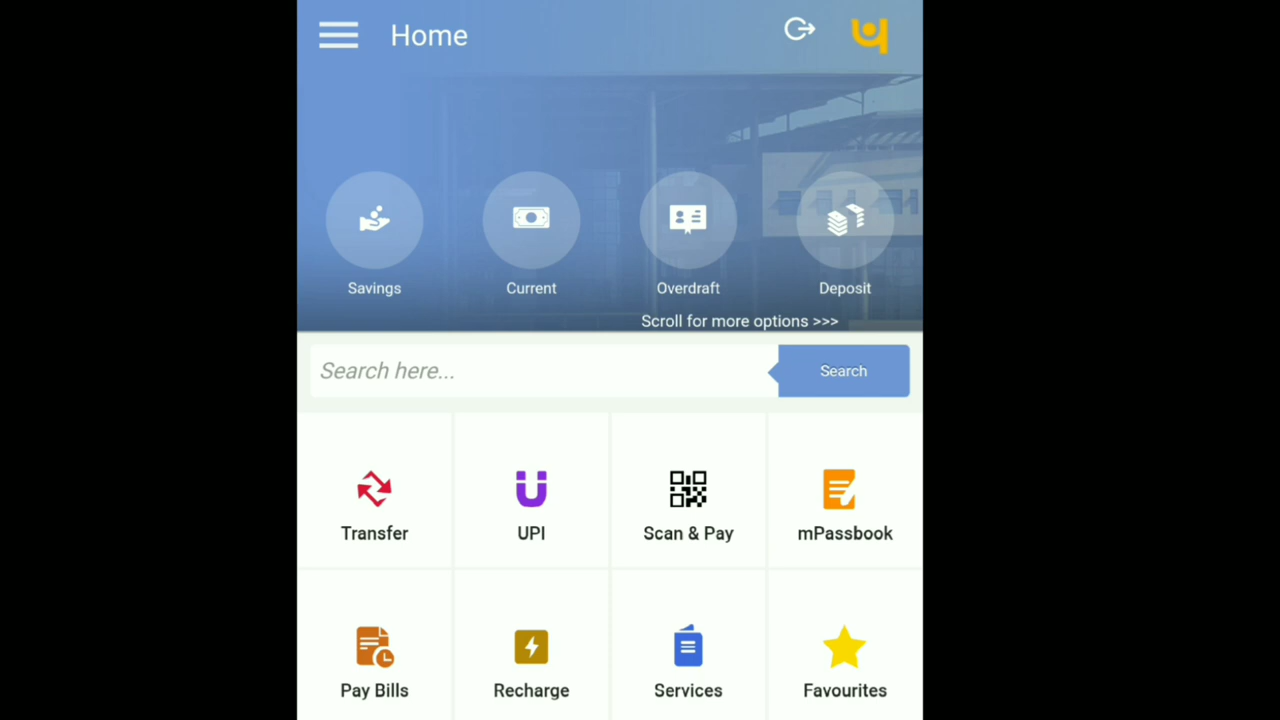 Home
Savings Current Overdraft Deposit
Scroll for more options >>>
Search here... Search
Transfer UPI Scan & Pay mPassbook
Pay Bills Recharge Services Favourites